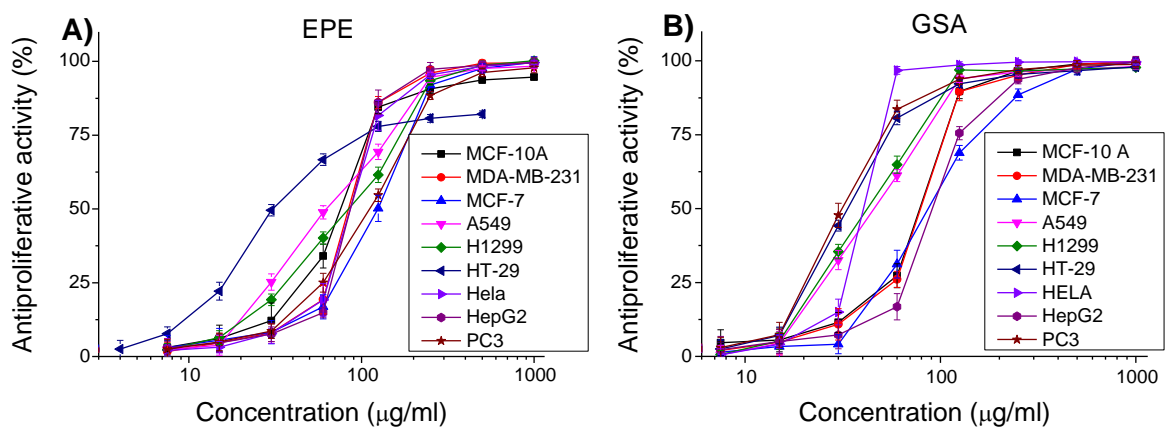 A)
EPE
Antiproliferative activity (%)
100
75
50
25
0
MCF-10A
MDA-MB-231
MCF-7
A549
H1299
HT-29
Hela
HepG2
PC3
10
100
1000
Concentration (μg/ml)
B)
GSA
Antiproliferative activity (%)
100
75
50
25
0
MCF-10 A
MDA-MB-231
MCF-7
A549
H1299
HT-29
HELA
HepG2
PC3
10
100
1000
Concentration (μg/ml)